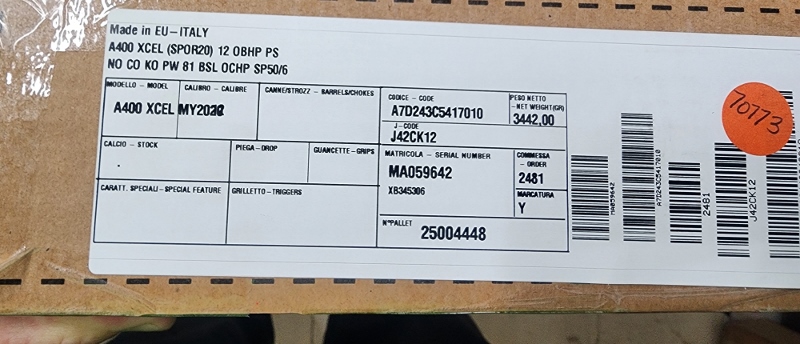 Made in EU-ITALY
A400 XCEL (SPOR20) 12 OBHP PS
NO CO KO PW 81 BSL OCHP SP50/6
MODELLO - MODEL
CALIBRO - CALIBRE
CANNE/STROZZ - BARRELS/CHOKES
CODICE - CODE
PESO NETTO
- NET WEIGHT(GR)
A400 XCEL
A7D243C5417010
3442,00
J-CODE
J42CK12
CALCIO - STOCK
PIEGA-DROP
GUANCETTE-GRIPS
MATRICOLA - SERIAL NUMBER
COMMESSA
- ORDER
MA059642
2481
XB345306
MARCATURA
Y
CARATT. SPECIALI-SPECIAL FEATURE
GRILLETTO-TRIGGERS
N°PALLET
25004448
MA059642
A7D243C5417010
2481
J42CK12
70773